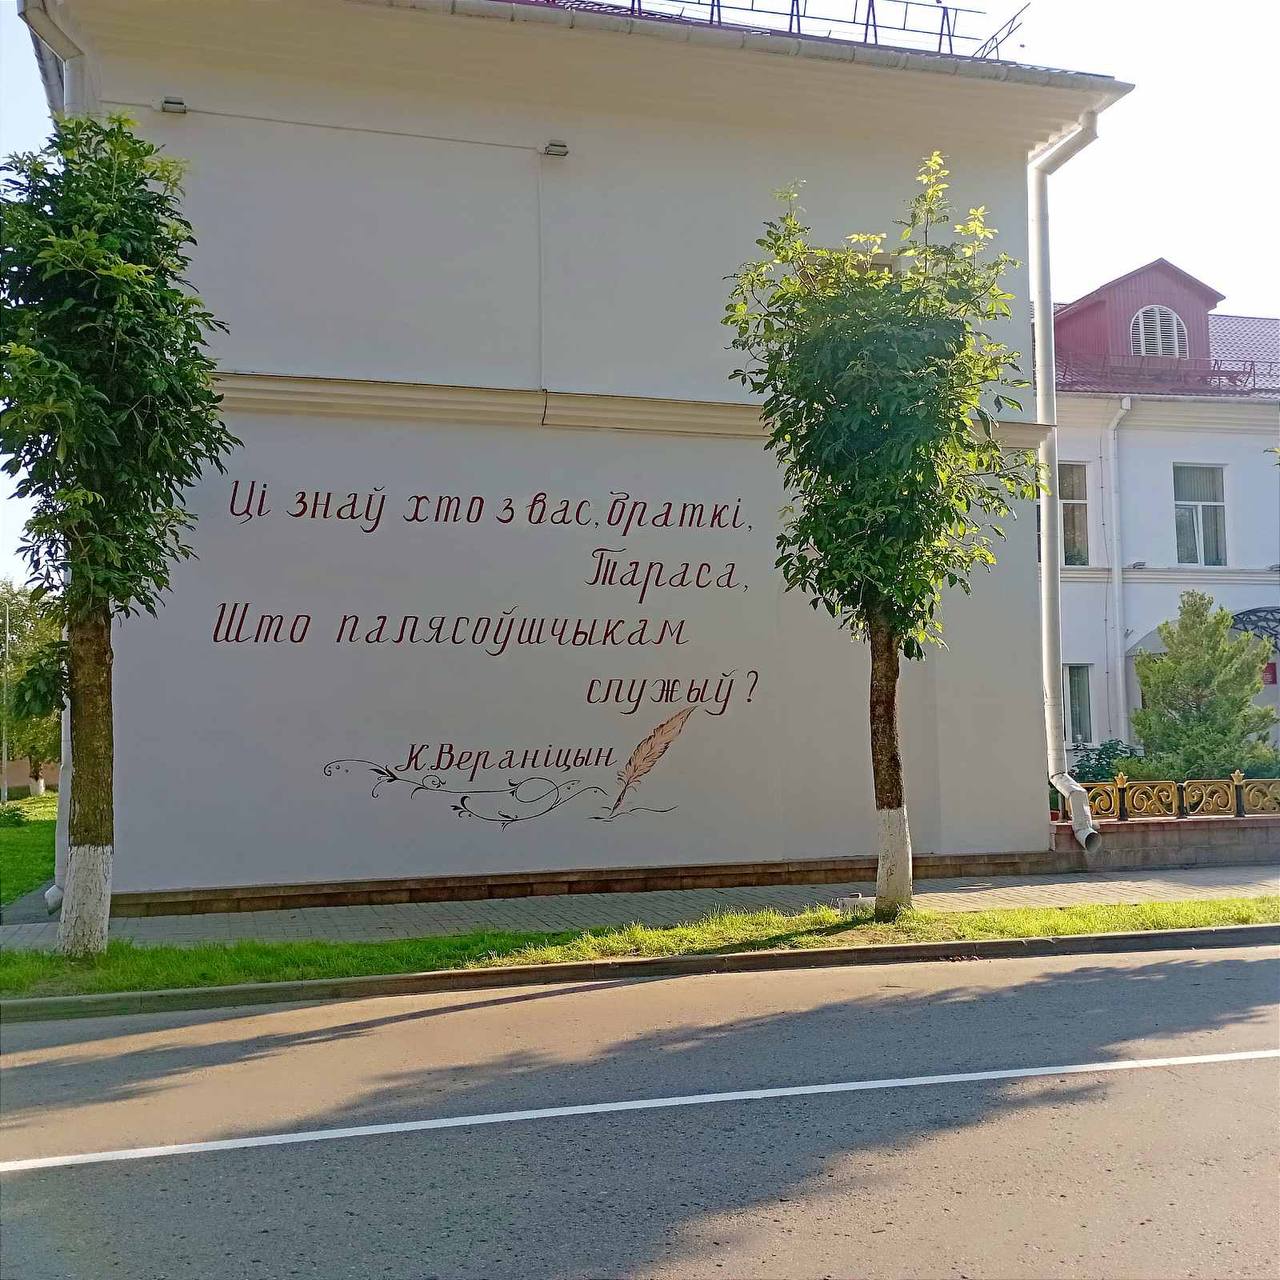 Ці знаў хто з вас, браткі,
Тараса,
Што палясоўшчыкам
служыў?
К.Вераніцын